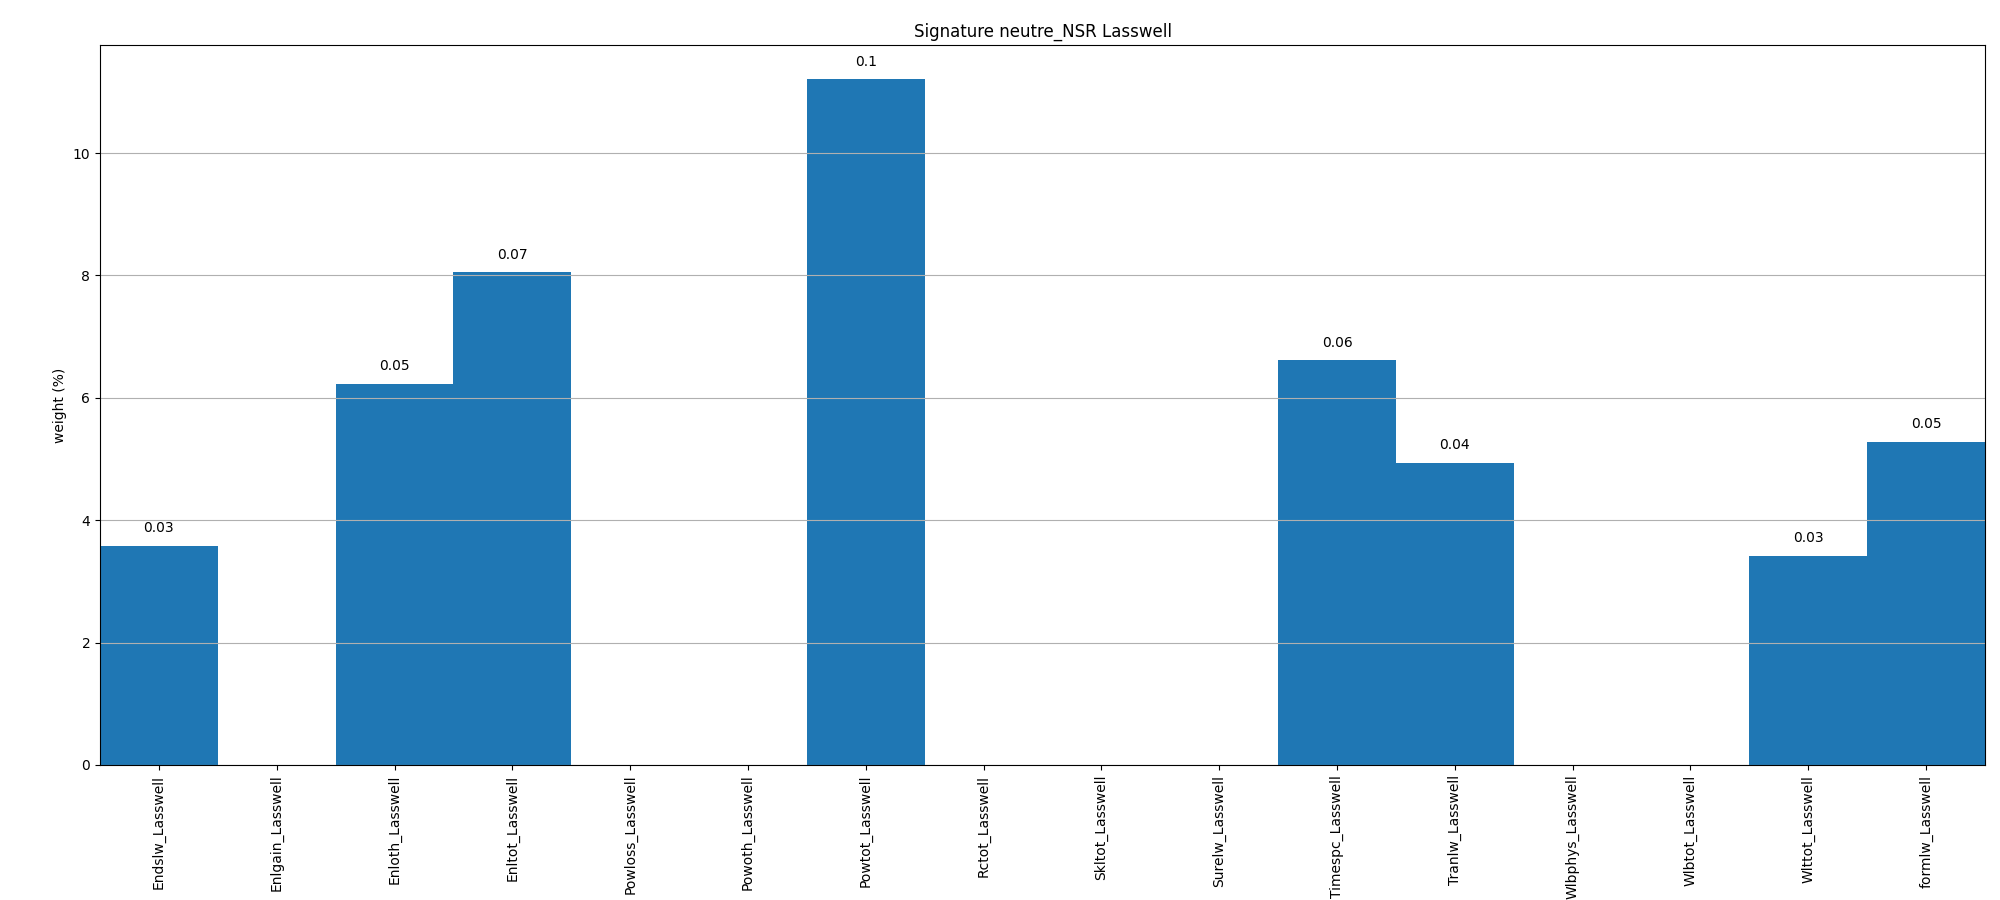 Signature neutre_NSR Lasswell
weight (%)
10
8
6
4
2
0
0.03
0.05
0.07
0.1
0.06
0.04
0.03
0.05
Endslw_Lasswell
Enlgain_Lasswell
Enloth_Lasswell
Enltot_Lasswell
Powloss_Lasswell
Powoth_Lasswell
Powtot_Lasswell
Rctot_Lasswell
Skltot_Lasswell
Surelw_Lasswell
Timespc_Lasswell
Tranlw_Lasswell
Wlbphys_Lasswell
Wlbtot_Lasswell
Wlttot_Lasswell
formlw_Lasswell